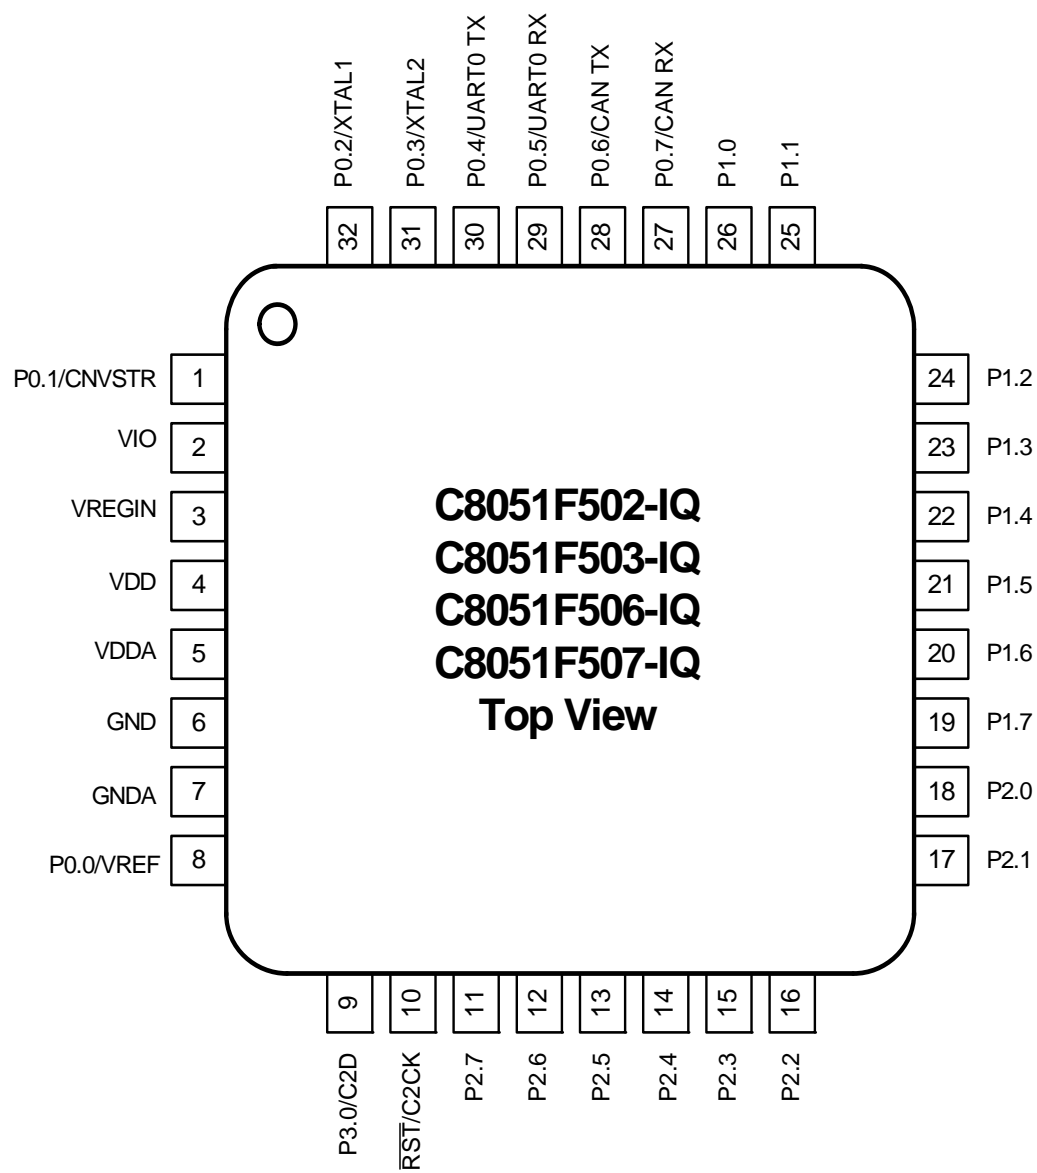 P0.2/XTAL1
P0.3/XTAL2
P0.4/UART0 TX
P0.5/UART0 RX
P0.6/CAN TX
P0.7/CAN RX
P1.0
P1.1
32
31
30
29
28
27
26
25
P0.1/CNVSTR 1
VIO 2
VREGIN 3
VDD 4
VDDA 5
GND 6
GNDA 7
P0.0/VREF 8
C8051F502-IQ
C8051F503-IQ
C8051F506-IQ
C8051F507-IQ
Top View
24 P1.2
23 P1.3
22 P1.4
21 P1.5
20 P1.6
19 P1.7
18 P2.0
17 P2.1
9
10
11
12
13
14
15
16
P3.0/C2D
R̅S̅T̅/C2CK
P2.7
P2.6
P2.5
P2.4
P2.3
P2.2